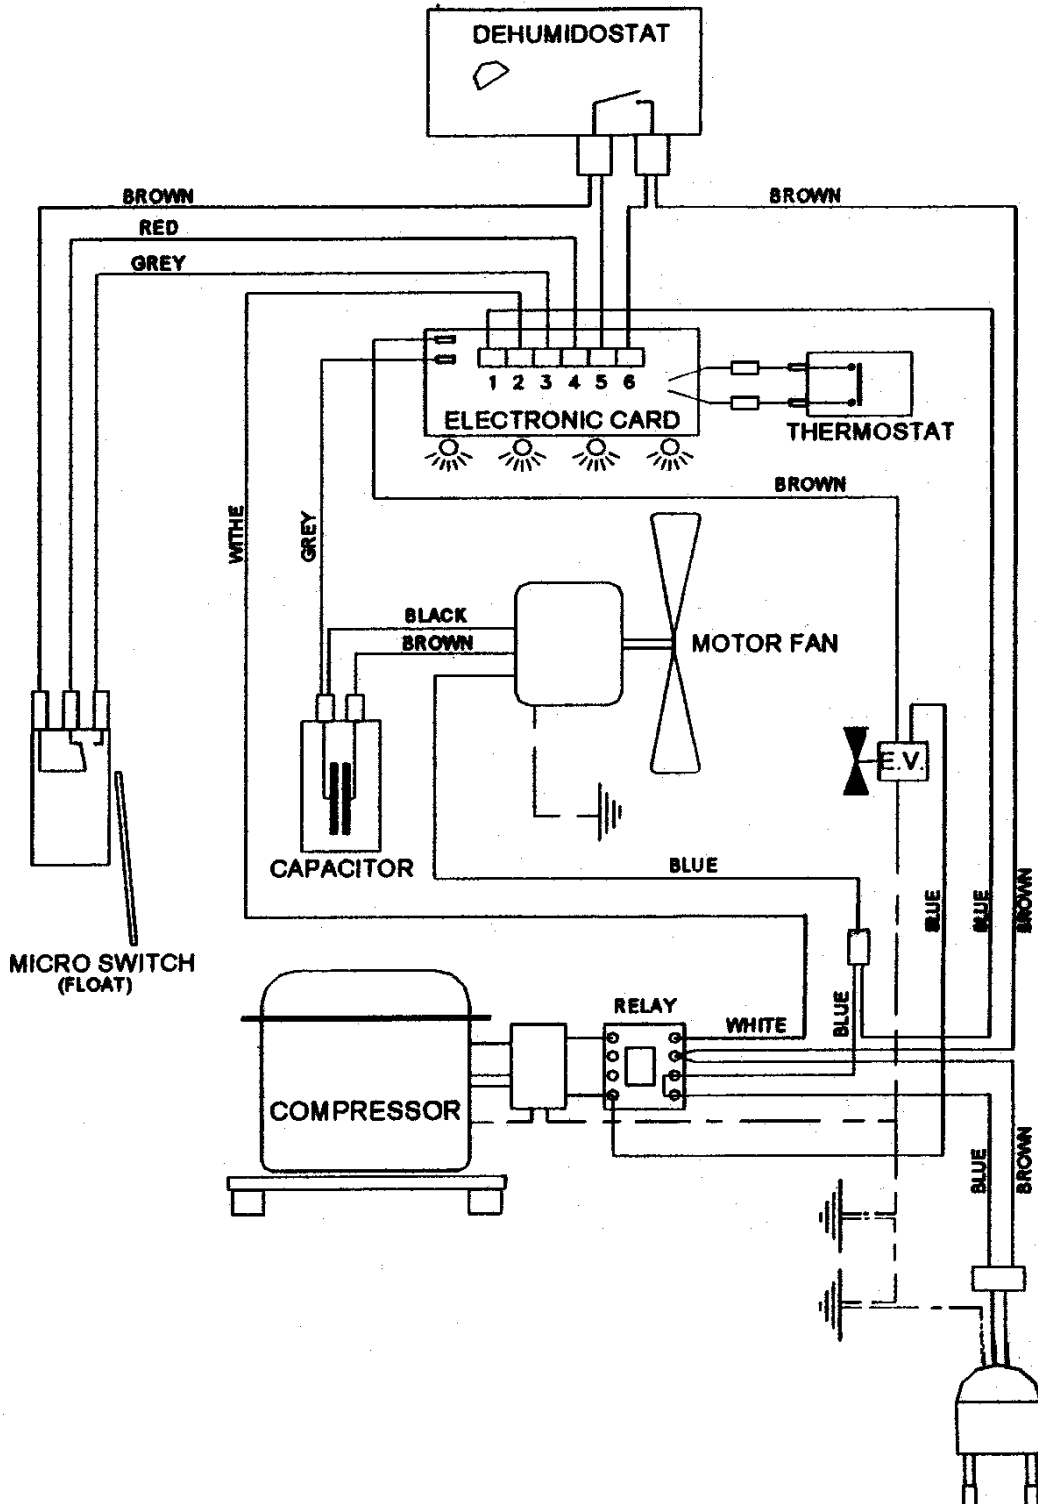 DEHUMIDOSTAT
BROWN
BROWN
RED
GREY
1 2 3 4 5 6
ELECTRONIC CARD
THERMOSTAT
BROWN
WITHE
GREY
BLACK
BROWN
MOTOR FAN
E.V.
CAPACITOR
BLUE
BLUE
BLUE
BROWN
MICRO SWITCH
(FLOAT)
RELAY
WHITE
BLUE
COMPRESSOR
BLUE
BROWN